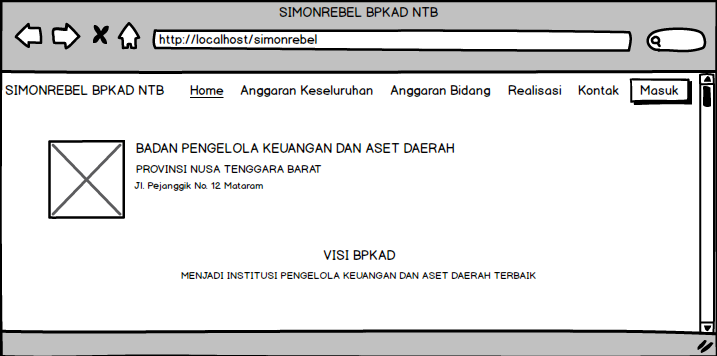 SIMONREBEL BPKAD NTB
http://localhost/simonrebel
SIMONREBEL BPKAD NTB Home Anggaran Keseluruhan Anggaran Bidang Realisasi Kontak Masuk
BADAN PENGELOLA KEUANGAN DAN ASET DAERAH
PROVINSI NUSA TENGGARA BARAT
Jl. Pejanggik No. 12 Mataram
VISI BPKAD
MENJADI INSTITUSI PENGELOLA KEUANGAN DAN ASET DAERAH TERBAIK